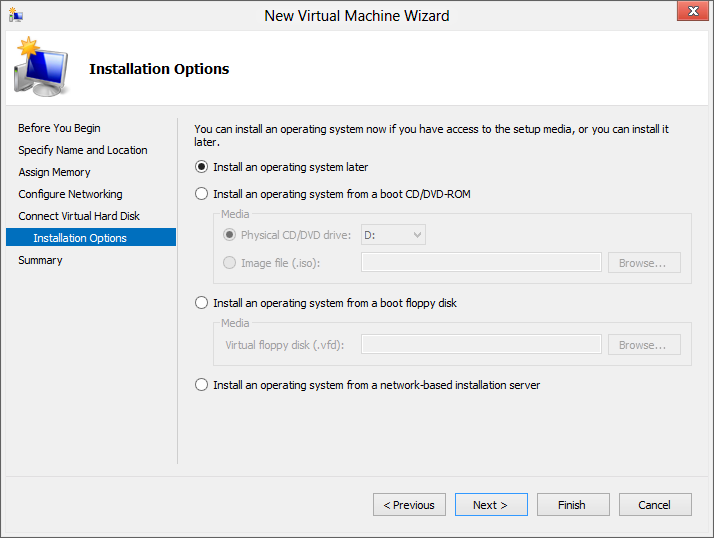 New Virtual Machine Wizard
Installation Options
Before You Begin
Specify Name and Location
Assign Memory
Configure Networking
Connect Virtual Hard Disk
Installation Options
Summary
You can install an operating system now if you have access to the setup media, or you can install it
later.
Install an operating system later
Install an operating system from a boot CD/DVD-ROM
Media
Physical CD/DVD drive: D:
Image file (.iso): Browse...
Install an operating system from a boot floppy disk
Media
Virtual floppy disk (.vfd): Browse...
Install an operating system from a network-based installation server
< Previous Next > Finish Cancel